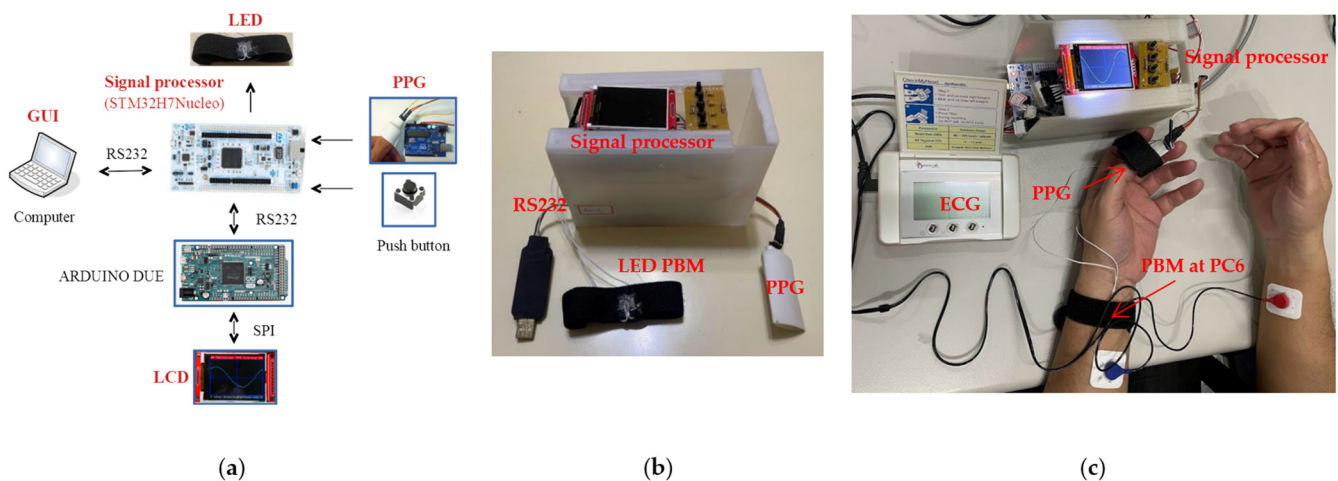 LED
Signal processor
(STM32H7Nucleo)
PPG
GUI
RS232
Computer
Push button
RS232
ARDUINO DUE
SPI
LCD
(a)
Signal processor
RS232
LED PBM
PPG
(b)
Signal processor
PPG
ECG
PBM at PC6
(c)